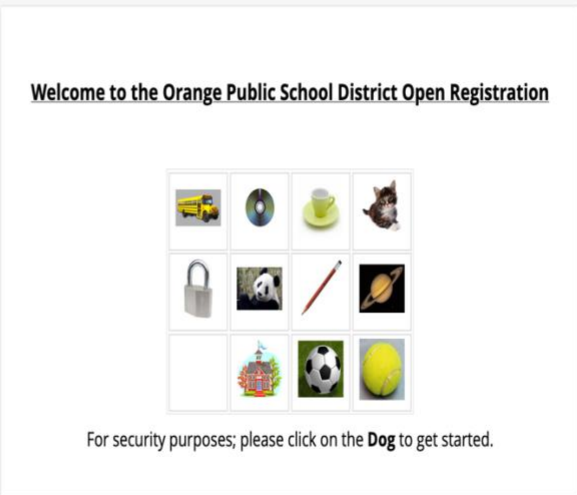 Welcome to the Orange Public School District Open Registration
For security purposes; please click on the Dog to get started.